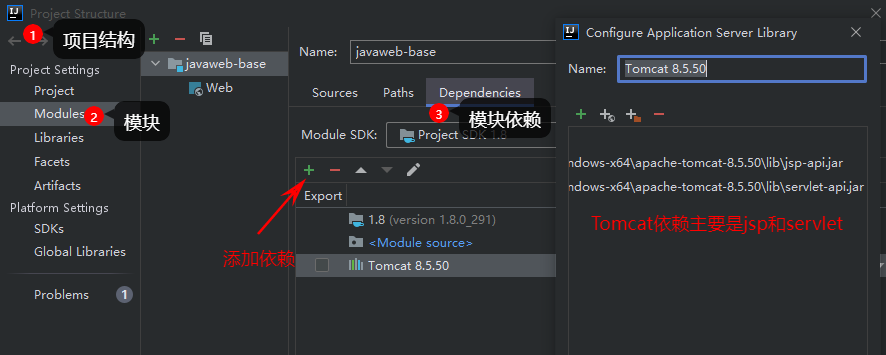 Project Structure
1 项目结构
Project Settings
Project
Modules
2 模块
Libraries
Facets
Artifacts
Platform Settings
SDKs
Global Libraries
Problems
1
javaweb-base
Web
Name:
javaweb-base
Sources
Paths
Dependencies
3 模块依赖
Module SDK:
Project SDK 1.8
Export
1.8 (version 1.8.0_291)
<Module source>
添加依赖
Tomcat 8.5.50
IJ Configure Application Server Library
Name:
Tomcat 8.5.50
ndows-x64\apache-tomcat-8.5.50\lib\jsp-api.jar
ndows-x64\apache-tomcat-8.5.50\lib\servlet-api.jar
Tomcat依赖主要是jsp和servlet